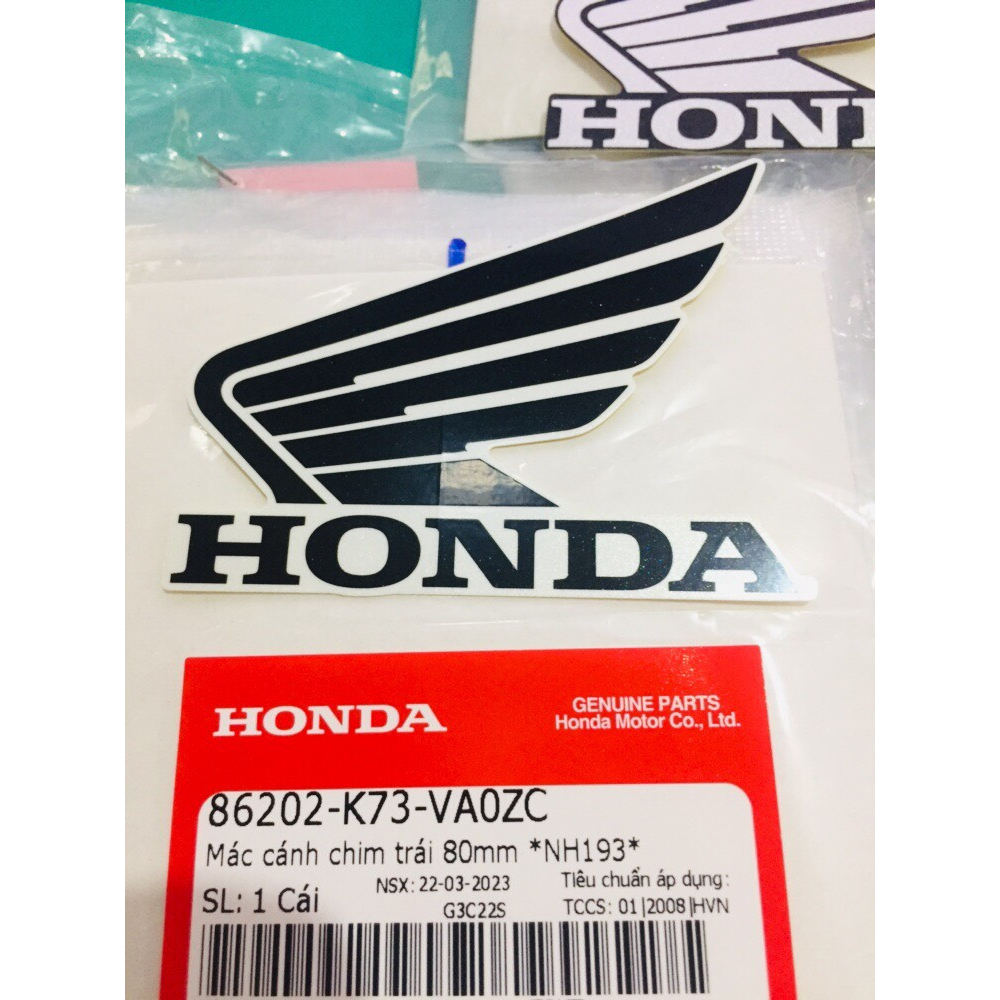 HONDA
HONDA
GENUINE PARTS
Honda Motor Co., Ltd.
86202-K73-VA0ZC
Mác cánh chim trái 80mm *NH193*
SL: 1 Cái
NSX: 22-03-2023
G3C22S
Tiêu chuẩn áp dụng:
TCCS: 01|2008|HVN